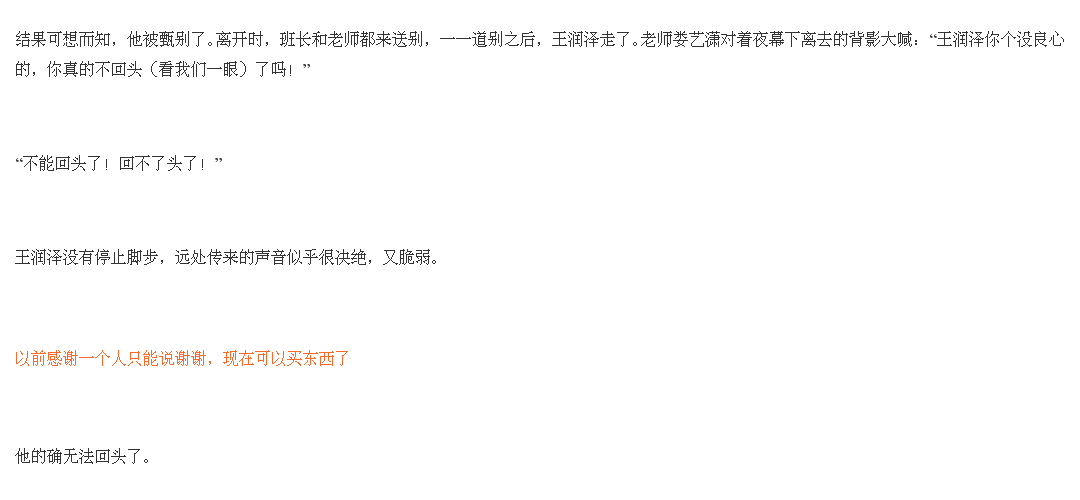 结果可想而知，他被甄别了。离开时，班长和老师都来送别，一一道别之后，王润泽走了。老师娄艺潇对着夜幕下离去的背影大喊：“王润泽你个没良心
的，你真的不回头（看我们一眼）了吗！”
“不能回头了！回不了头了！”
王润泽没有停止脚步，远处传来的声音似乎很决绝，又脆弱。
以前感谢一个人只能说谢谢，现在可以买东西了
他的确无法回头了。